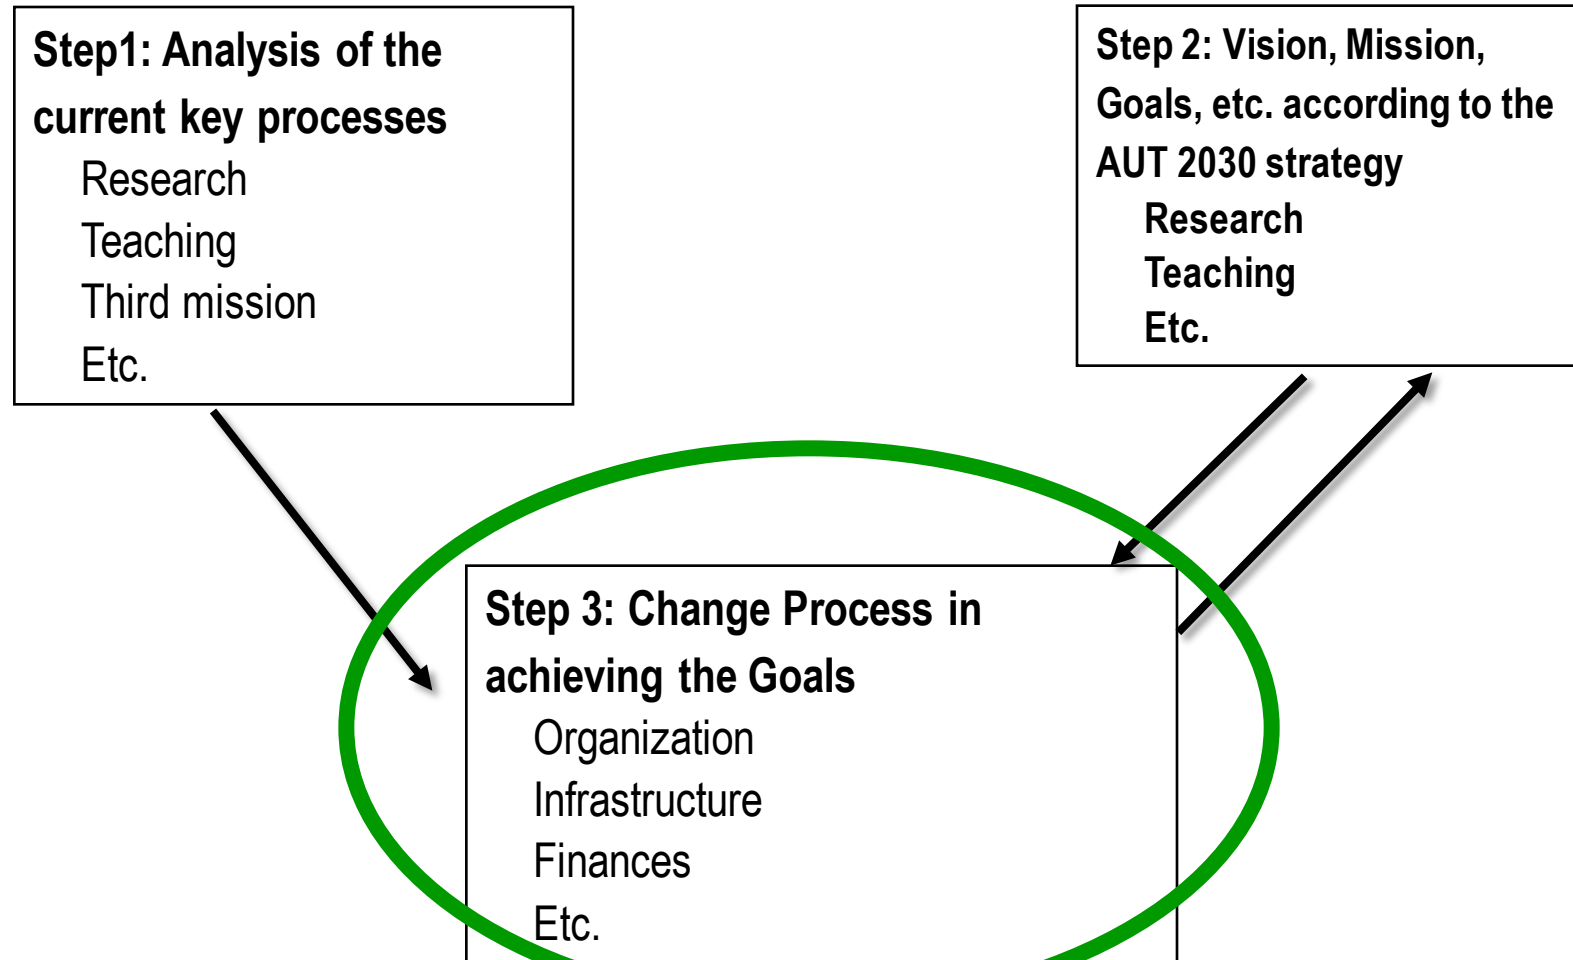 Step1: Analysis of the
current key processes
Research
Teaching
Third mission
Etc.
Step 2: Vision, Mission,
Goals, etc. according to the
AUT 2030 strategy
Research
Teaching
Etc.
Step 3: Change Process in
achieving the Goals
Organization
Infrastructure
Finances
Etc.